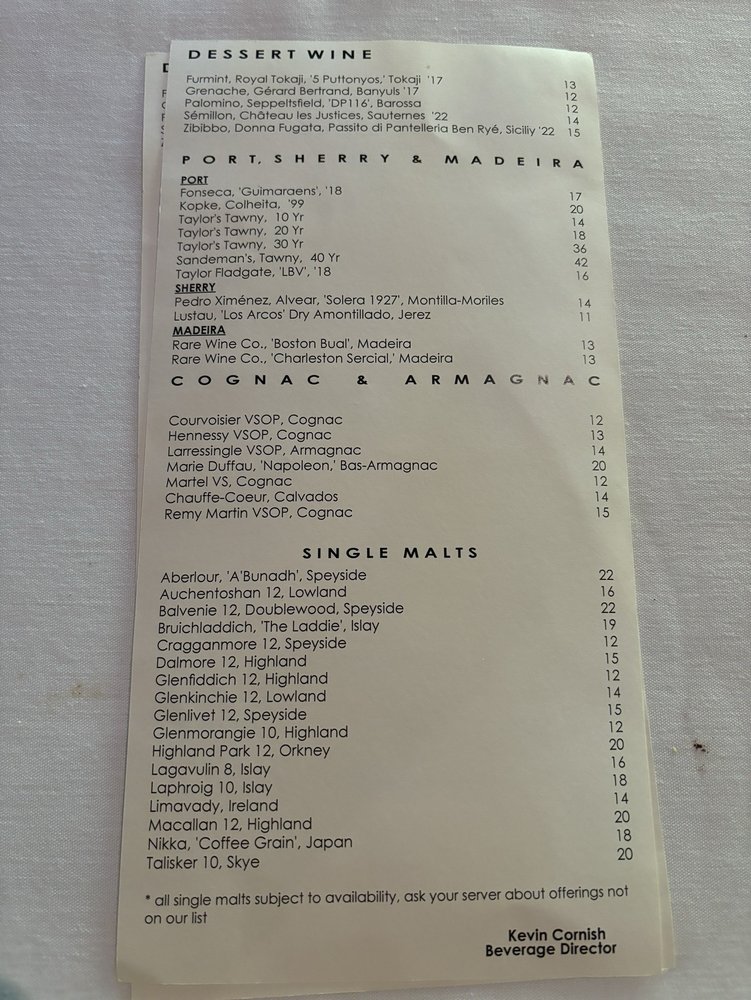 DESSERT WINE
Furmint, Royal Tokaji, '5 Puttonyos,' Tokaji '17 13
Grenache, Gérard Bertrand, Banyuls '17 12
Palomino, Seppeltsfield, 'DP116', Barossa 12
Sémillon, Château les Justices, Sauternes '22 14
Zibibbo, Donna Fugata, Passito di Pantelleria Ben Ryé, Siciliy '22 15
PORT, SHERRY & MADEIRA
PORT
Fonseca, 'Guimaraens', '18 17
Kopke, Colheita, '99 20
Taylor's Tawny, 10 Yr 14
Taylor's Tawny, 20 Yr 18
Taylor's Tawny, 30 Yr 36
Sandeman's, Tawny, 40 Yr 42
Taylor Fladgate, 'LBV', '18 16
SHERRY
Pedro Ximénez, Alvear, 'Solera 1927', Montilla-Moriles 14
Lustau, 'Los Arcos' Dry Amontillado, Jerez 11
MADEIRA
Rare Wine Co., 'Boston Bual', Madeira 13
Rare Wine Co., 'Charleston Sercial,' Madeira 13
COGNAC & ARMAGNAC
Courvoisier VSOP, Cognac 12
Hennessy VSOP, Cognac 13
Larressingle VSOP, Armagnac 14
Marie Duffau, 'Napoleon,' Bas-Armagnac 20
Martel VS, Cognac 12
Chauffe-Coeur, Calvados 14
Remy Martin VSOP, Cognac 15
SINGLE MALTS
Aberlour, 'A'Bunadh', Speyside 22
Auchentoshan 12, Lowland 16
Balvenie 12, Doublewood, Speyside 22
Bruichladdich, 'The Laddie', Islay 19
Cragganmore 12, Speyside 12
Dalmore 12, Highland 15
Glenfiddich 12, Highland 12
Glenkinchie 12, Lowland 14
Glenlivet 12, Speyside 15
Glenmorangie 10, Highland 12
Highland Park 12, Orkney 20
Lagavulin 8, Islay 16
Laphroig 10, Islay 18
Limavady, Ireland 14
Macallan 12, Highland 20
Nikka, 'Coffee Grain', Japan 18
Talisker 10, Skye 20
* all single malts subject to availability, ask your server about offerings not
on our list
Kevin Cornish
Beverage Director